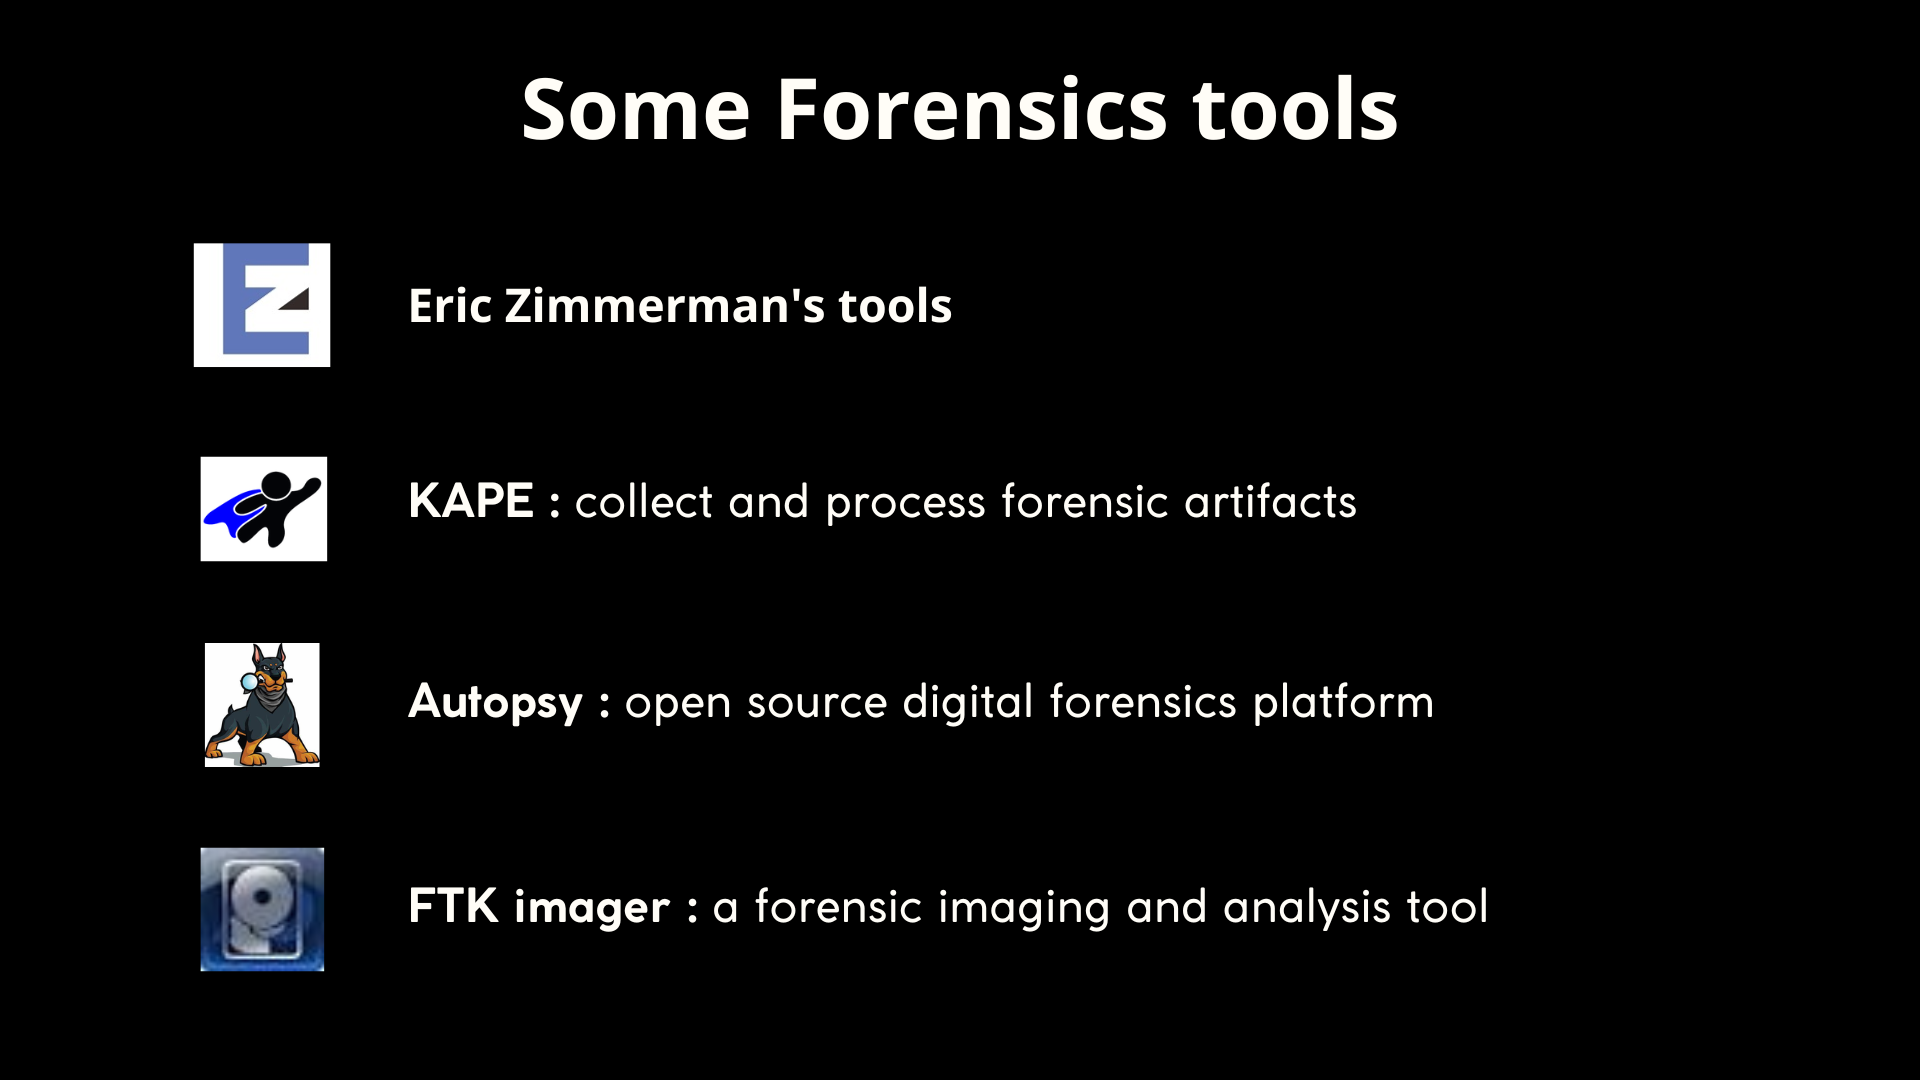 Some Forensics tools
Eric Zimmerman's tools
KAPE : collect and process forensic artifacts
Autopsy : open source digital forensics platform
FTK imager : a forensic imaging and analysis tool